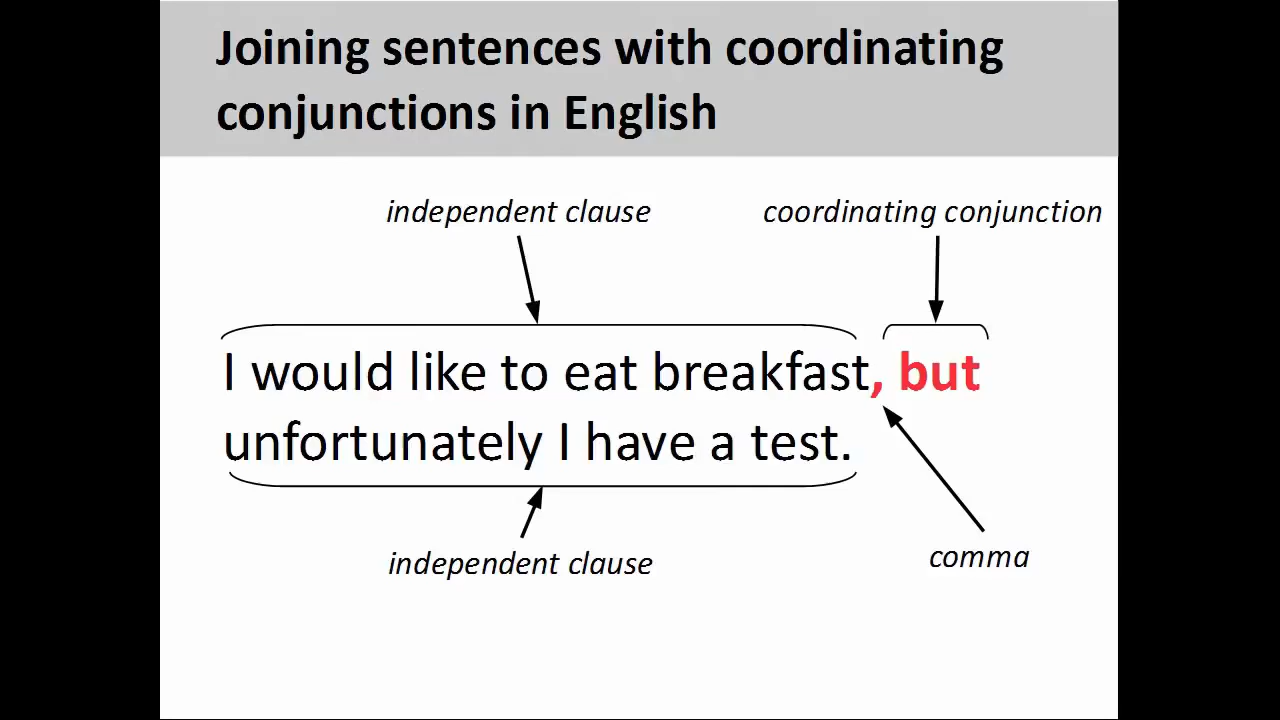 Joining sentences with coordinating
conjunctions in English
independent clause
coordinating conjunction
I would like to eat breakfast, but
unfortunately I have a test.
independent clause
comma